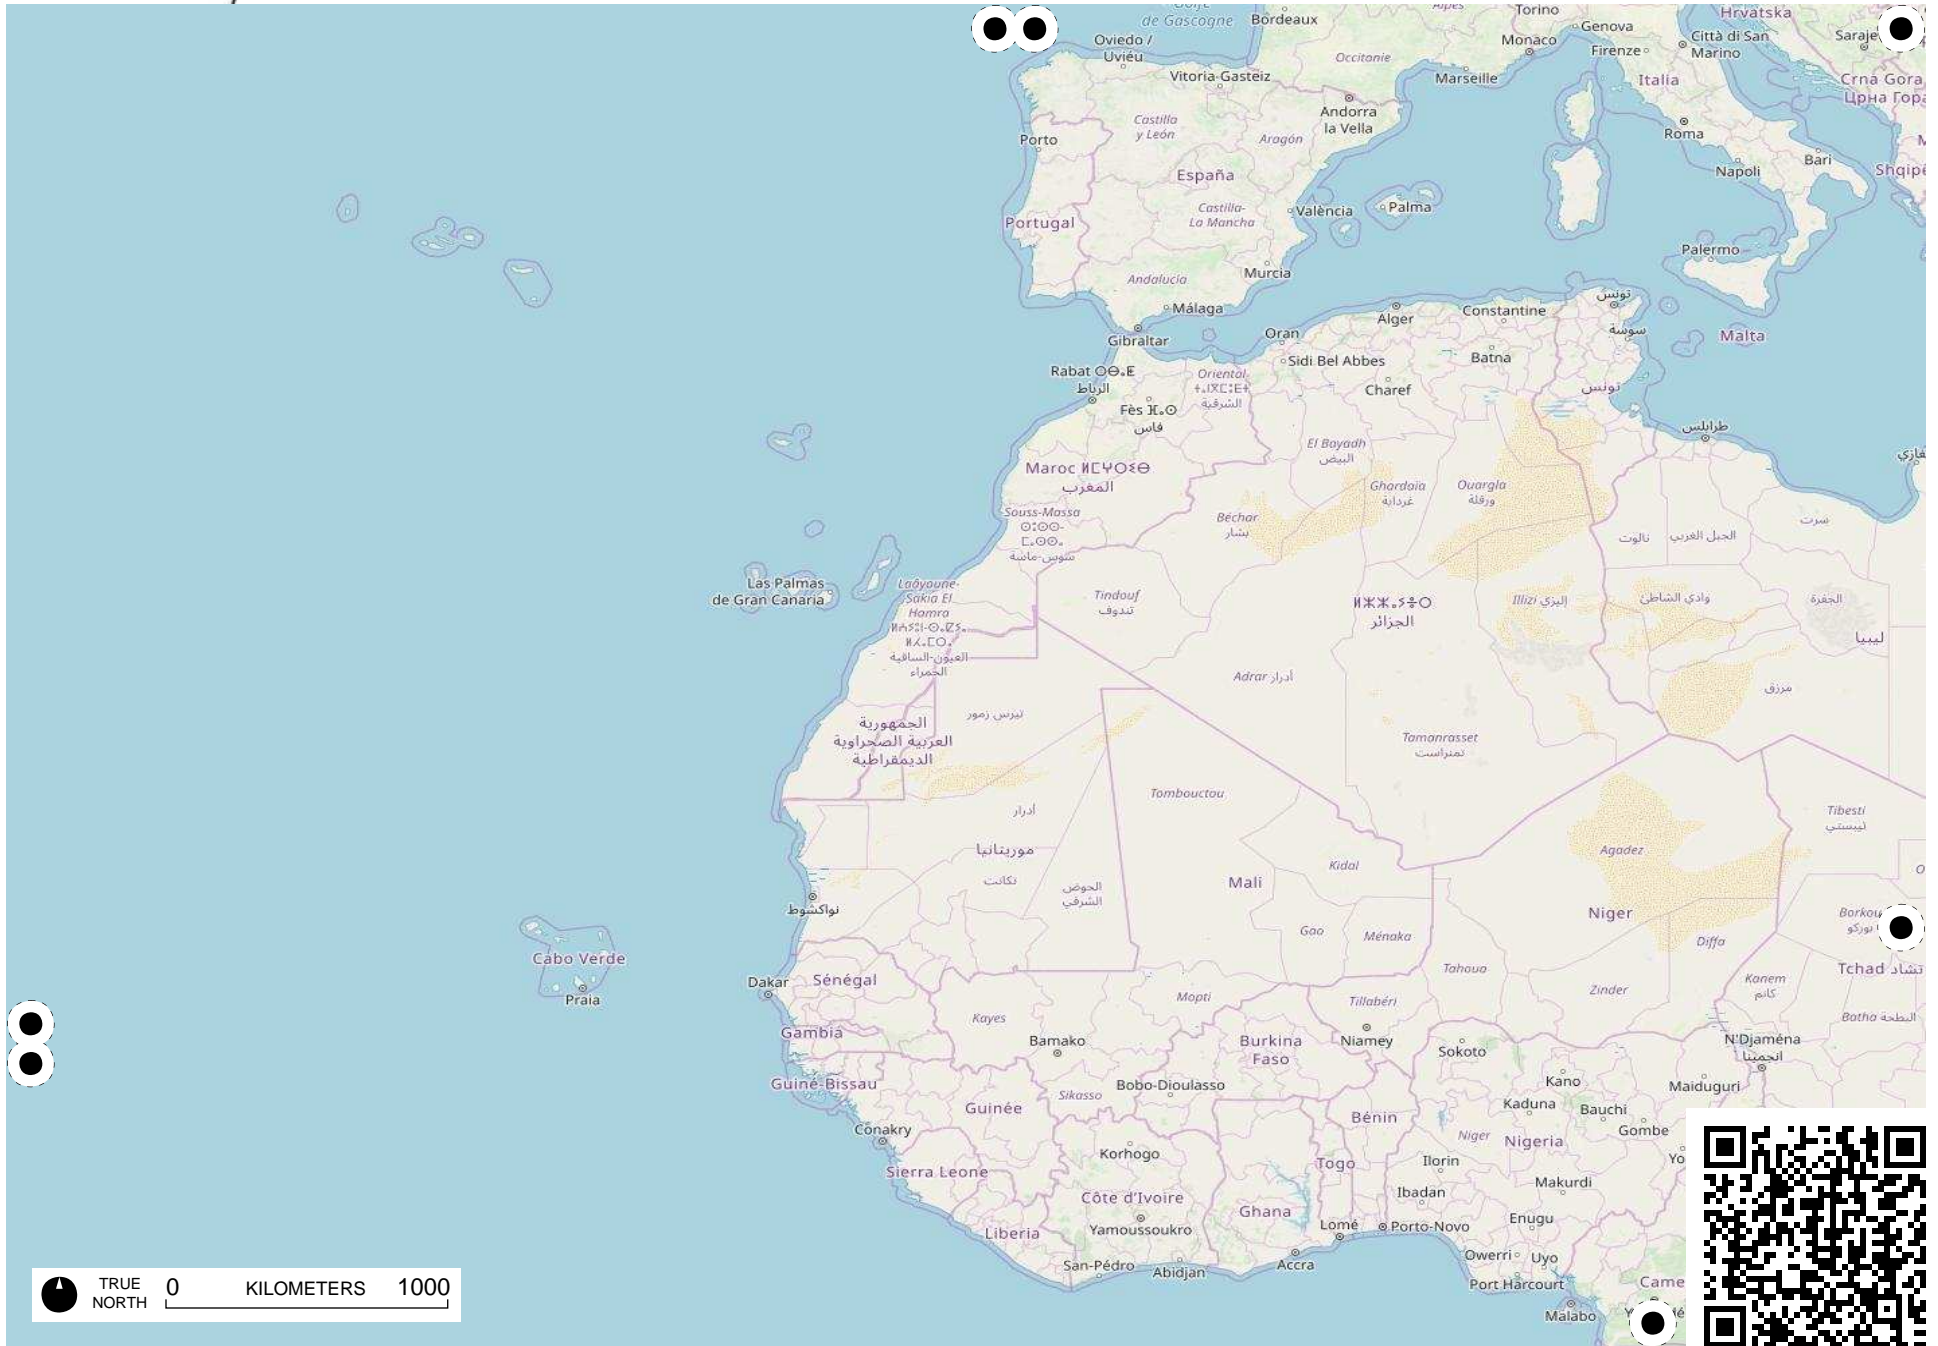 de Gascogne
Bordeaux
Torino
Genova
Hrvatska
Oviedo /
Uviéu
Monaco
Firenze
Città di San
Marino
Vitoria-Gasteiz
Occitanie
Marseille
Italia
Crna Gora
Andorra
la Vella
Castilla
y León
Porto
Aragón
Roma
Bari
España
Napoli
Castilla-
La Mancha
València
Palma
Portugal
Palermo
Murcia
Andalucía
تونس
Málaga
Alger
Constantine
Oran
سوسة
Malta
Gibraltar
Sidi Bel Abbes
Batna
Rabat ⵔⴱⴰⵟ
الرباط
Oriental
الشرقية
Charef
تونس
Fès ⴼⴰⵙ
فاس
طرابلس
El Bayadh
البيض
Maroc ⵍⵎⵖⵔⵉⴱ
المغرب
Ghardaïa
غرداية
Ouargla
ورقلة
Souss-Massa
سوس-ماسة
Béchar
بشار
سرت
نالوت
الجبل الغربي
Las Palmas
de Gran Canaria
Laâyoune-
Sakia El
Hamra
العيون-الساقية
الحمراء
Tindouf
تندوف
الجزائر
Illizi إليزي
وادي الشاطئ
الجفرة
ليبيا
Adrar أدرار
مرزق
تيرس زمور
الجمهورية
العربية الصحراوية
الديمقراطية
Tamanrasset
تمنراست
Tombouctou
أدرار
Tibesti
تيبستي
موريتانيا
Agadez
Kidal
تكانت
الحوض
الشرقي
Mali
نواكشوط
Niger
Gao
Ménaka
Diffa
Cabo Verde
Praia
Dakar
Sénégal
Tahoua
Tchad تشاد
Kanem
كانم
Zinder
Mopti
Tillabéri
Kayes
Batha البطحة
Gambia
Bamako
Burkina
Faso
Niamey
Sokoto
N'Djaména
انجمينا
Guiné-Bissau
Bobo-Dioulasso
Kano
Maiduguri
Sikasso
Guinée
Bénin
Kaduna
Bauchi
Gombe
Conakry
Niger
Nigeria
Korhogo
Togo
Ilorin
Sierra Leone
Makurdi
Côte d'Ivoire
Ibadan
Ghana
Yamoussoukro
Liberia
Lomé
Porto-Novo
Enugu
Owerri
Uyo
San-Pédro
Abidjan
Accra
Port Harcourt
Malabo
TRUE
NORTH
0 KILOMETERS 1000